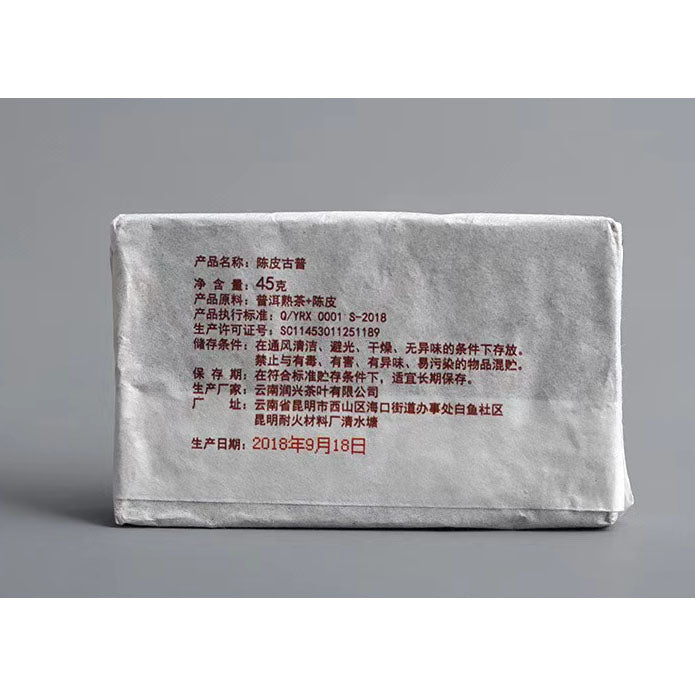 产品名称：陈皮古普
净 含 量：45克
产品原料：普洱熟茶+陈皮
产品执行标准：Q/YRX 0001 S-2018
生产许可证号：SC11453011251189
储存条件：在通风清洁、避光、干燥、无异味的条件下存放。
禁止与有毒、有害、有异味、易污染的物品混贮。
保 存 期：在符合标准贮存条件下，适宜长期保存。
生产厂家：云南润兴茶叶有限公司
厂 址：云南省昆明市西山区海口街道办事处白鱼社区
昆明耐火材料厂清水塘
生产日期：2018年9月18日